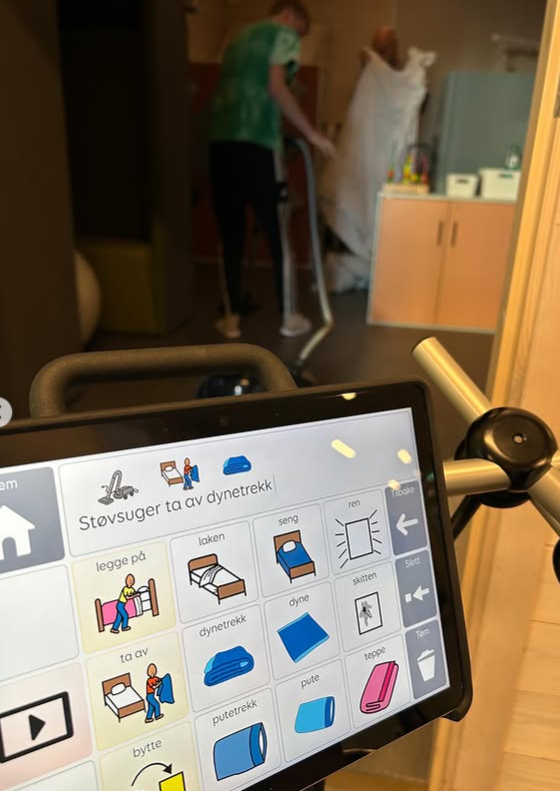 Støvsuger ta av dynetrekk
legge på
laken
seng
ren
Tilbake
ta av
dynetrekk
dyne
skitten
Slett
bytte
putetrekk
pute
teppe
Tøm